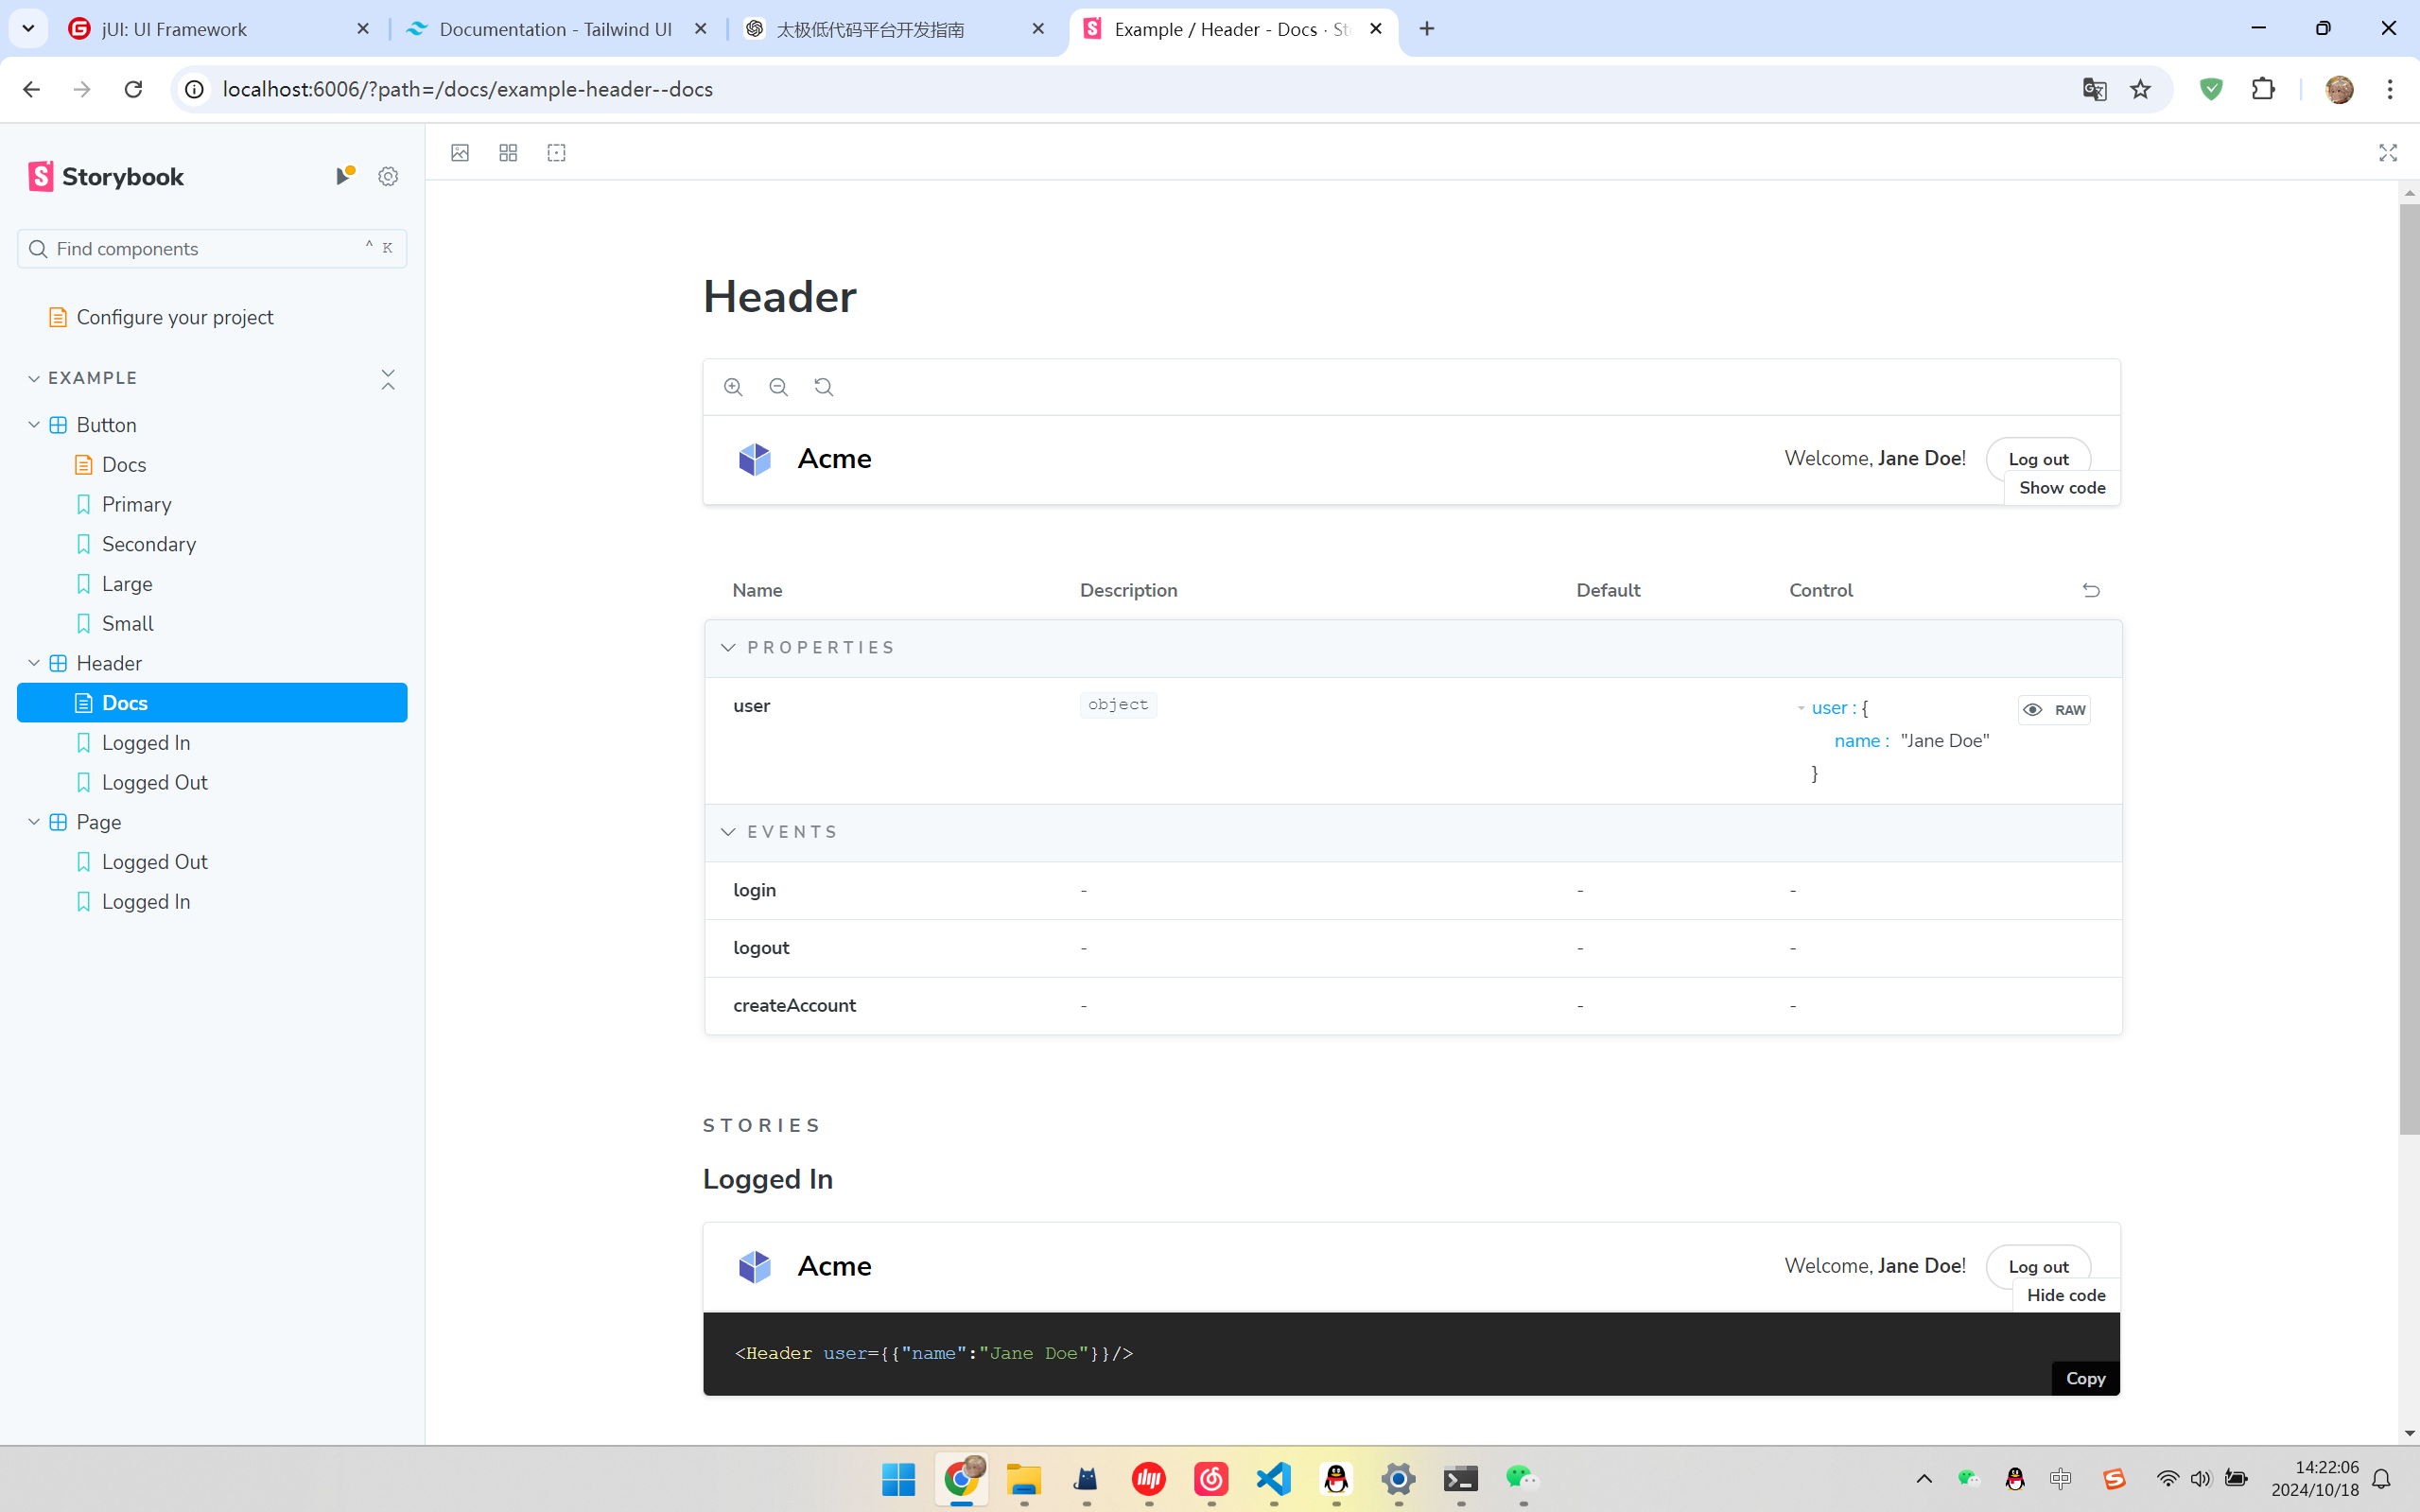 jUI: UI Framework
Documentation - Tailwind UI
太极低代码平台开发指南
Example / Header - Docs · St
localhost:6006/?path=/docs/example-header--docs
Storybook
Find components
^ K
Configure your project
EXAMPLE
Button
Docs
Primary
Secondary
Large
Small
Header
Docs
Logged In
Logged Out
Page
Logged Out
Logged In
Header
Acme
Welcome, Jane Doe!
Log out
Show code
Name Description Default Control
PROPERTIES
user object user : {
RAW
name : "Jane Doe"
}
EVENTS
login - - -
logout - - -
createAccount - - -
STORIES
Logged In
Acme
Welcome, Jane Doe!
Log out
Hide code
<Header user={{"name":"Jane Doe"}}/>
Copy
中
14:22:06
2024/10/18